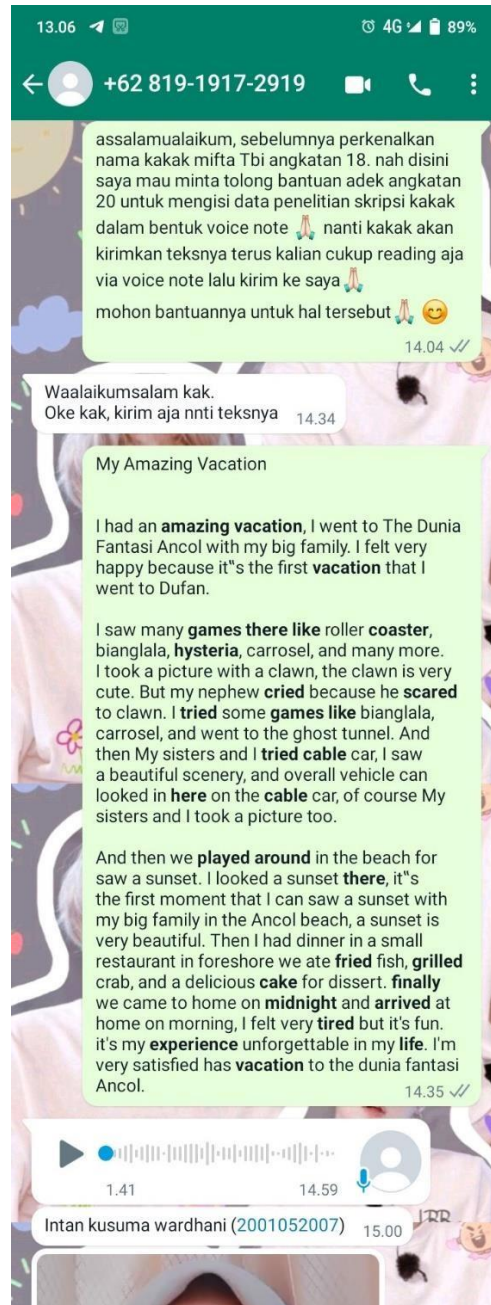 13.06 4G 89%
+62 819-1917-2919
assalamualaikum, sebelumnya perkenalkan
nama kakak mifta Tbi angkatan 18. nah disini
saya mau minta tolong bantuan adek angkatan
20 untuk mengisi data penelitian skripsi kakak
dalam bentuk voice note 🙏🏻 nanti kakak akan
kirimkan teksnya terus kalian cukup reading aja
via voice note lalu kirim ke saya🙏🏻
mohon bantuannya untuk hal tersebut🙏🏻 😊
14.04
Waalaikumsalam kak.
Oke kak, kirim aja nnti teksnya 14.34
My Amazing Vacation
I had an amazing vacation, I went to The Dunia
Fantasi Ancol with my big family. I felt very
happy because it"s the first vacation that I
went to Dufan.
I saw many games there like roller coaster,
bianglala, hysteria, carrosel, and many more.
I took a picture with a clawn, the clawn is very
cute. But my nephew cried because he scared
to clawn. I tried some games like bianglala,
carrosel, and went to the ghost tunnel. And
then My sisters and I tried cable car, I saw
a beautiful scenery, and overall vehicle can
looked in here on the cable car, of course My
sisters and I took a picture too.
And then we played around in the beach for
saw a sunset. I looked a sunset there, it"s
the first moment that I can saw a sunset with
my big family in the Ancol beach, a sunset is
very beautiful. Then I had dinner in a small
restaurant in foreshore we ate fried fish, grilled
crab, and a delicious cake for dissert. finally
we came to home on midnight and arrived at
home on morning, I felt very tired but it's fun.
it's my experience unforgettable in my life. I'm
very satisfied has vacation to the dunia fantasi
Ancol.
14.35
1.41 14.59
Intan kusuma wardhani (2001052007) 15.00